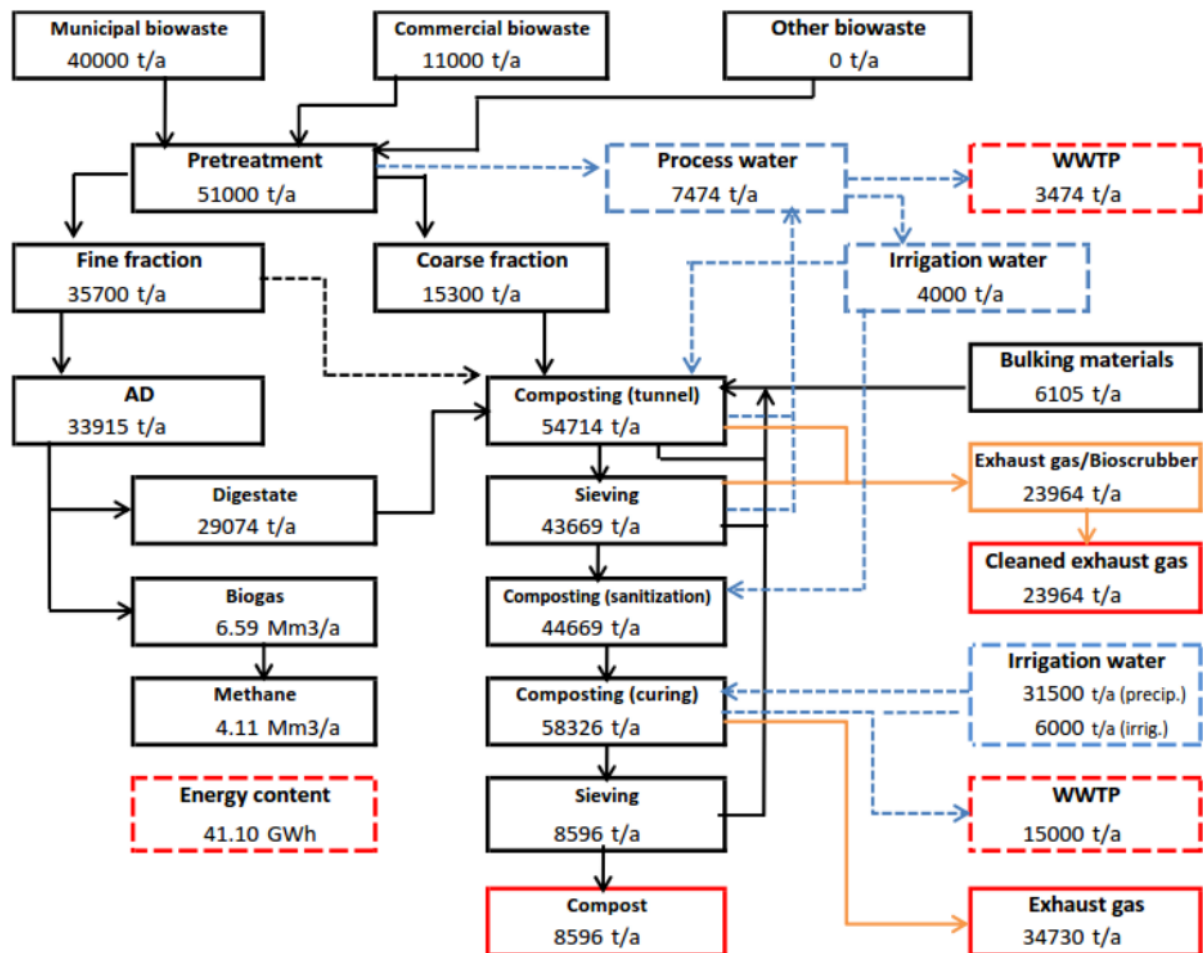 Municipal biowaste
40000 t/a
Commercial biowaste
11000 t/a
Other biowaste
0 t/a
Pretreatment
51000 t/a
Process water
7474 t/a
WWTP
3474 t/a
Fine fraction
35700 t/a
Coarse fraction
15300 t/a
Irrigation water
4000 t/a
AD
33915 t/a
Composting (tunnel)
54714 t/a
Bulking materials
6105 t/a
Digestate
29074 t/a
Sieving
43669 t/a
Exhaust gas/Bioscrubber
23964 t/a
Cleaned exhaust gas
23964 t/a
Biogas
6.59 Mm3/a
Composting (sanitization)
44669 t/a
Methane
4.11 Mm3/a
Composting (curing)
58326 t/a
Irrigation water
31500 t/a (precip.)
6000 t/a (irrig.)
Energy content
41.10 GWh
Sieving
8596 t/a
WWTP
15000 t/a
Compost
8596 t/a
Exhaust gas
34730 t/a